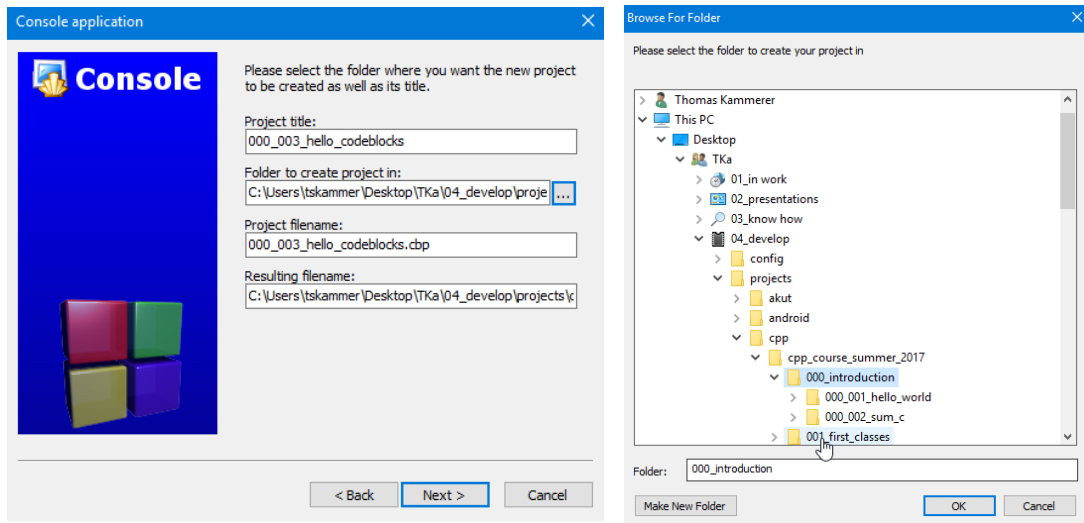 Console application
Console
Please select the folder where you want the new project
to be created as well as its title.
Project title:
000_003_hello_codeblocks
Folder to create project in:
C:\Users\tskammer\Desktop\TKa\04_develop\proje
...
Project filename:
000_003_hello_codeblocks.cbp
Resulting filename:
C:\Users\tskammer\Desktop\TKa\04_develop\projects\c
< Back
Next >
Cancel
Browse For Folder
Please select the folder to create your project in
Thomas Kammerer
This PC
Desktop
TKa
01_in work
02_presentations
03_know how
04_develop
config
projects
akut
android
cpp
cpp_course_summer_2017
000_introduction
000_001_hello_world
000_002_sum_c
001_first_classes
Folder:
000_introduction
Make New Folder
OK
Cancel